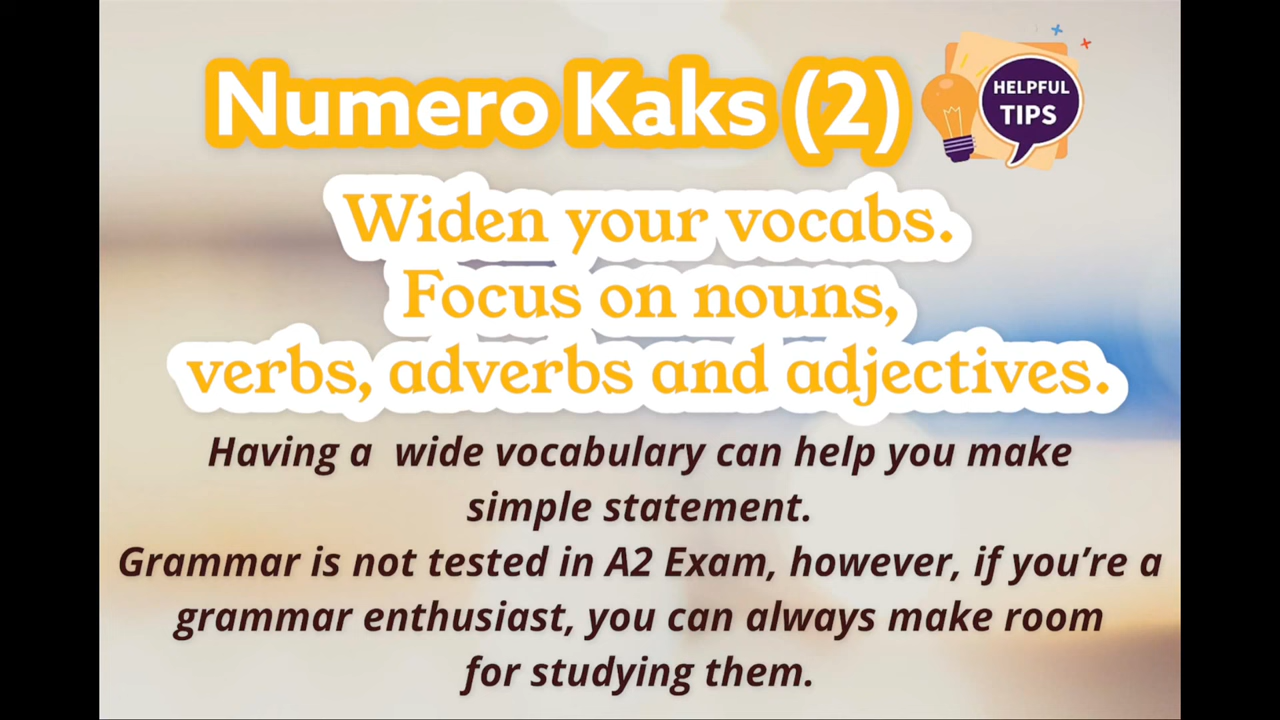 Numero Kaks (2)
HELPFUL
TIPS
Widen your vocabs.
Focus on nouns,
verbs, adverbs and adjectives.
Having a  wide vocabulary can help you make
simple statement.
Grammar is not tested in A2 Exam, however, if you’re a
grammar enthusiast, you can always make room
for studying them.